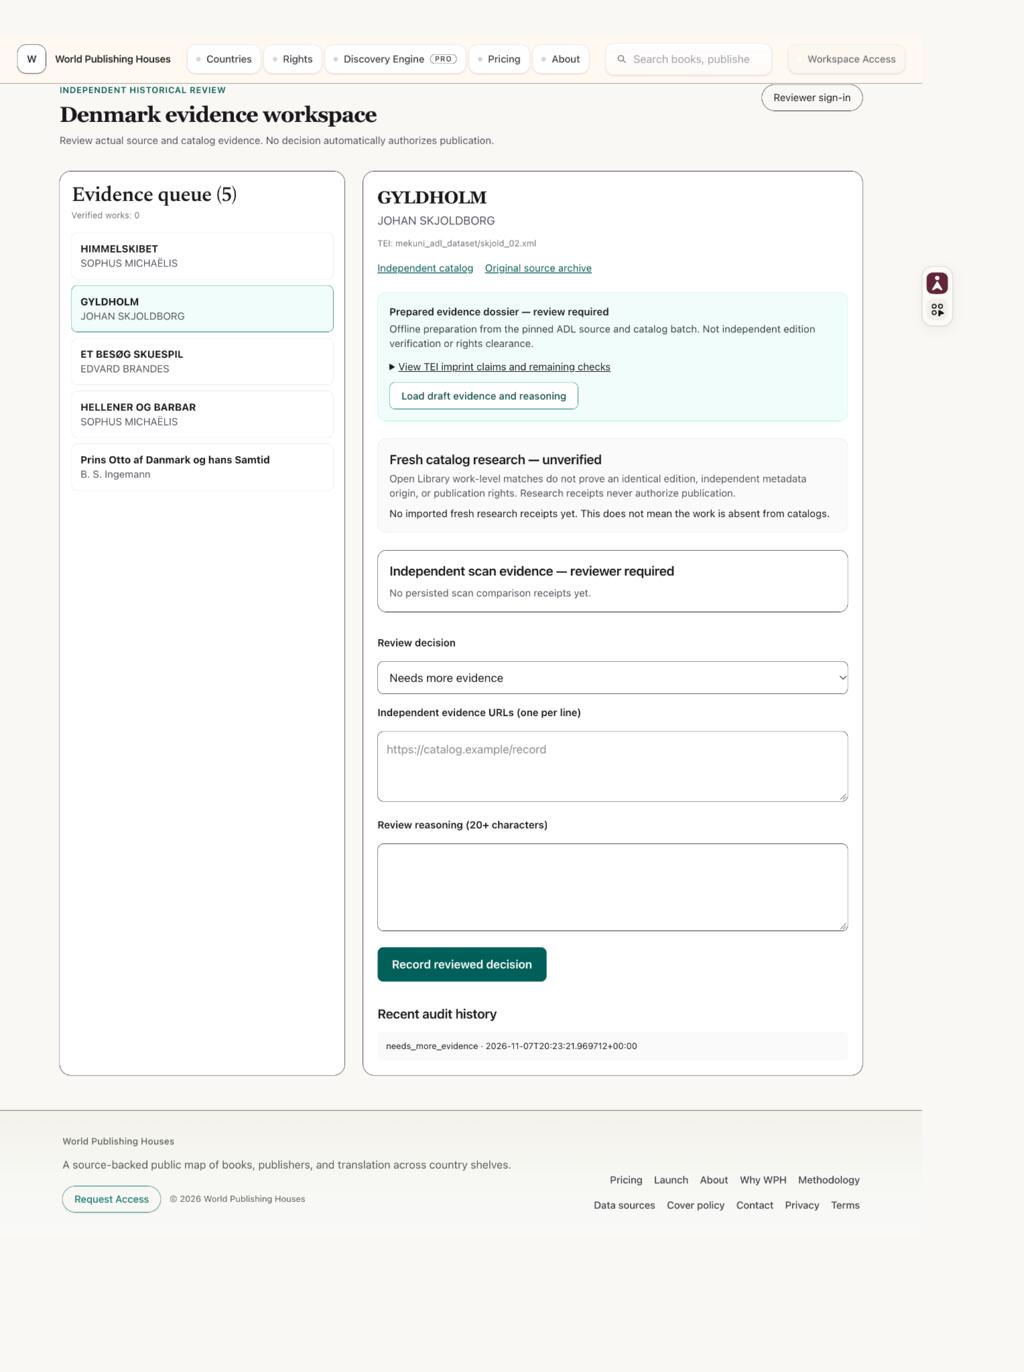 W
World Publishing Houses
Countries
Rights
Discovery Engine PRO
Pricing
About
Search books, publishe
Workspace Access
INDEPENDENT HISTORICAL REVIEW
Denmark evidence workspace
Review actual source and catalog evidence. No decision automatically authorizes publication.
Reviewer sign-in
Evidence queue (5)
Verified works: 0
HIMMELSKIBET
SOPHUS MICHAËLIS
GYLDHOLM
JOHAN SKJOLDBORG
ET BESØG SKUESPIL
EDVARD BRANDES
HELLENER OG BARBAR
SOPHUS MICHAËLIS
Prins Otto af Danmark og hans Samtid
B. S. Ingemann
GYLDHOLM
JOHAN SKJOLDBORG
TEI: mekuni_adl_dataset/skjold_02.xml
Independent catalog Original source archive
Prepared evidence dossier — review required
Offline preparation from the pinned ADL source and catalog batch. Not independent edition
verification or rights clearance.
View TEI imprint claims and remaining checks
Load draft evidence and reasoning
Fresh catalog research — unverified
Open Library work-level matches do not prove an identical edition, independent metadata
origin, or publication rights. Research receipts never authorize publication.
No imported fresh research receipts yet. This does not mean the work is absent from catalogs.
Independent scan evidence — reviewer required
No persisted scan comparison receipts yet.
Review decision
Needs more evidence
Independent evidence URLs (one per line)
https://catalog.example/record
Review reasoning (20+ characters)
Record reviewed decision
Recent audit history
needs_more_evidence · 2026-11-07T20:23:21.969712+00:00
World Publishing Houses
A source-backed public map of books, publishers, and translation across country shelves.
Request Access
© 2026 World Publishing Houses
Pricing Launch About Why WPH Methodology
Data sources Cover policy Contact Privacy Terms